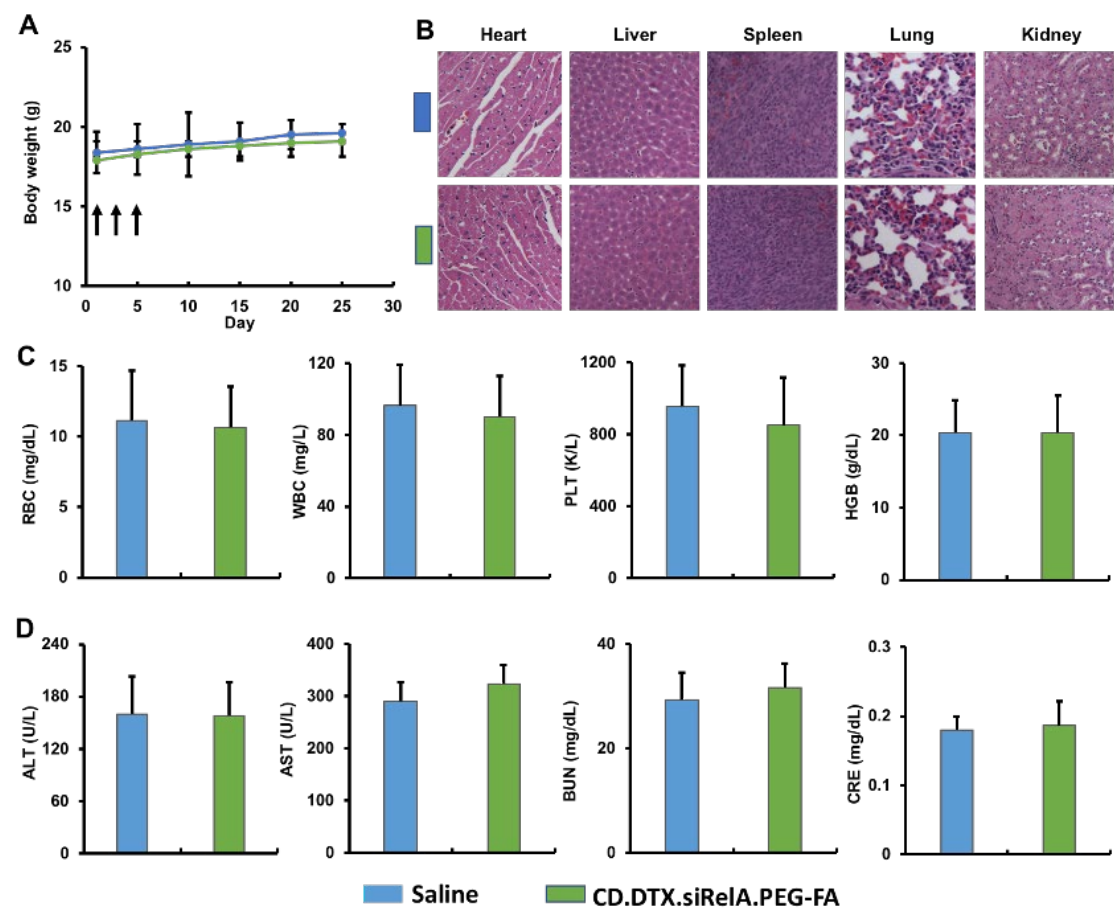 A
25
20
15
10
Body weight (g)
0 5 10 15 20 25 30
Day
B
Heart Liver Spleen Lung Kidney
C
15
10
5
0
RBC (mg/dL)
120
80
40
0
WBC (mg/L)
1200
800
400
0
PLT (K/L)
30
20
10
0
HGB (g/dL)
D
240
180
120
60
0
ALT (U/L)
400
300
200
100
0
AST (U/L)
40
20
0
BUN (mg/dL)
0.3
0.2
0.1
0
CRE (mg/dL)
Saline CD.DTX.siRelA.PEG-FA